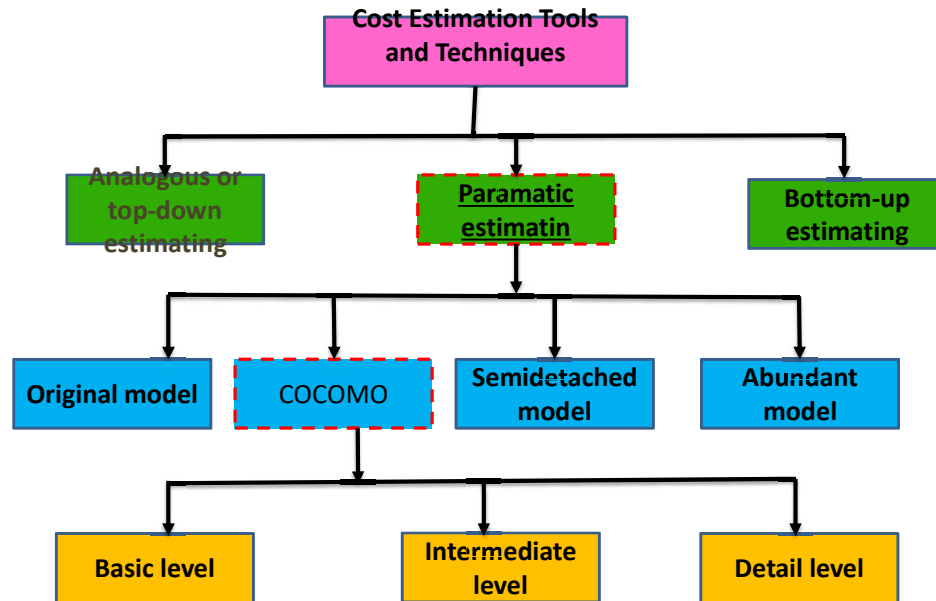 Cost Estimation Tools
and Techniques
Analogous or
top-down
estimating
Paramatic
estimatin
Bottom-up
estimating
Original model
COCOMO
Semidetached
model
Abundant
model
Basic level
Intermediate
level
Detail level